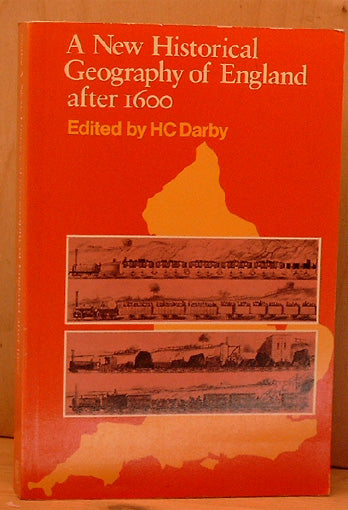 A New Historical
Geography of England
after 1600
Edited by HC Darby